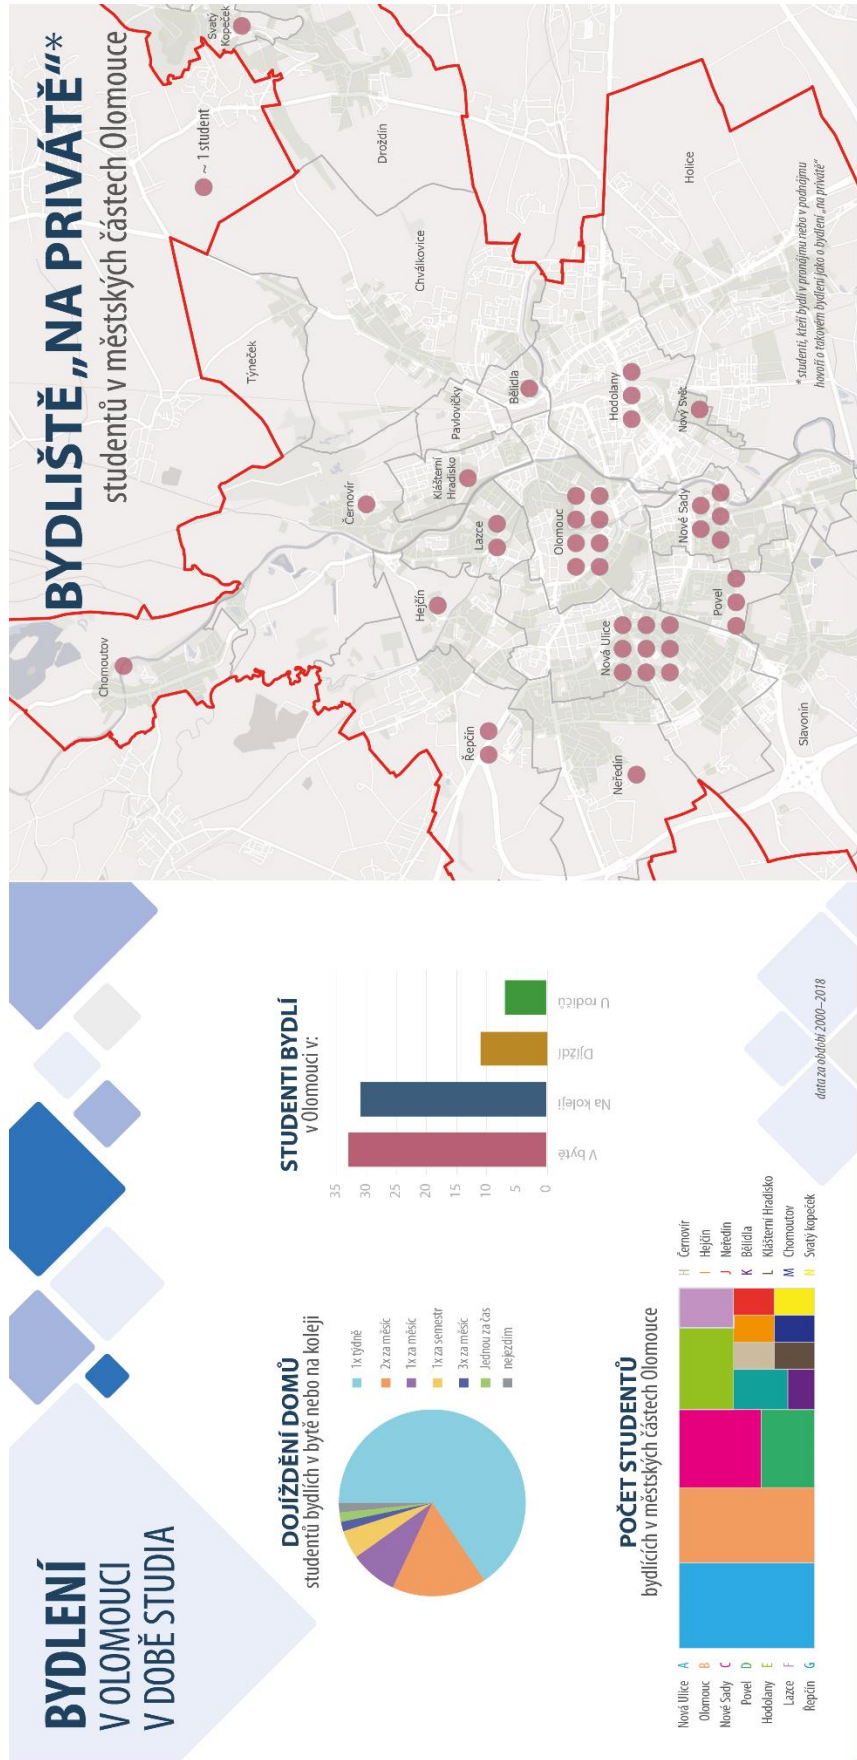 BYDLENÍ
V OLOMOUCI
V DOBĚ STUDIA
DOJÍŽDĚNÍ DOMŮ
studentů bydlích v bytě nebo na koleji
1x týdně
2x za měsíc
1x za měsíc
1x za semestr
3x za měsíc
Jednou za čas
nejezdím
STUDENTI BYDLÍ
v Olomouci v:
35
30
25
20
15
10
5
0
V bytě
Na koleji
Djíždí
U rodičů
POČET STUDENTŮ
bydlících v městských částech Olomouce
Nová Ulice A
Olomouc B
Nové Sady C
Povel D
Hodolany E
Lazce F
Řepčín G
H Černovír
I Hejčín
J Neředín
K Bělidla
L Klášterní Hradisko
M Chomoutov
N Svatý kopeček
data za období 2000–2018
BYDLIŠTĚ „NA PRIVÁTĚ“*
studentů v městských částech Olomouce
~ 1 student
Svatý
Kopeček
Chomoutov
Týneček
Droždín
Černovír
Chválkovice
Hejčín
Klášterní
Hradisko
Pavlovičky
Řepčín
Lazce
Bělidla
Olomouc
Nová Ulice
Hodolany
Neředín
Holice
Nové Sady
Nový Svět
Povel
Slavonín
* studenti, kteří bydlí v pronájmu nebo v podnájmu
hovoří o takovém bydlení jako o bydlení „na privátě“